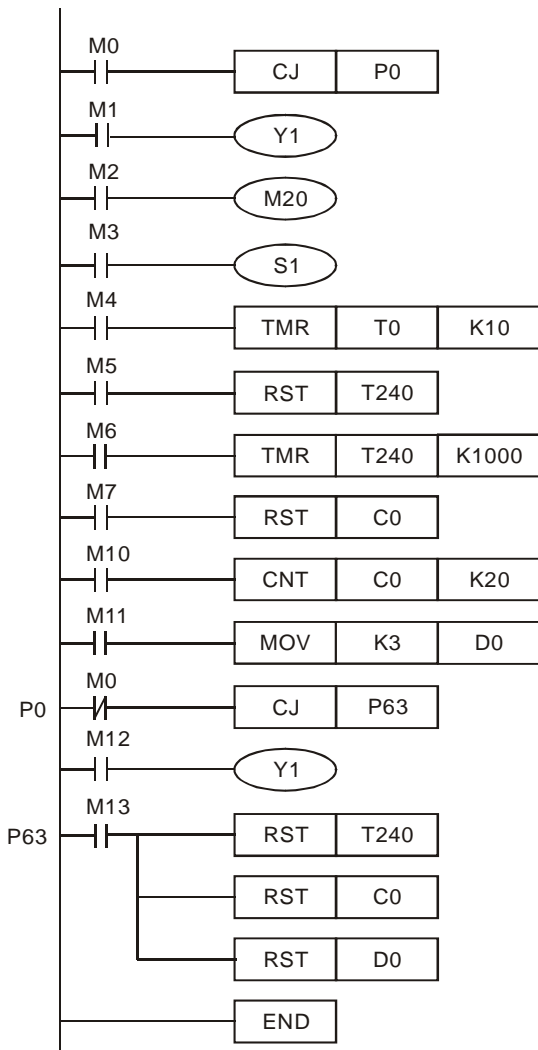 M0
CJ P0
M1
Y1
M2
M20
M3
S1
M4
TMR T0 K10
M5
RST T240
M6
TMR T240 K1000
M7
RST C0
M10
CNT C0 K20
M11
MOV K3 D0
M0
P0 CJ P63
M12
Y1
M13
P63 RST T240
RST C0
RST D0
END